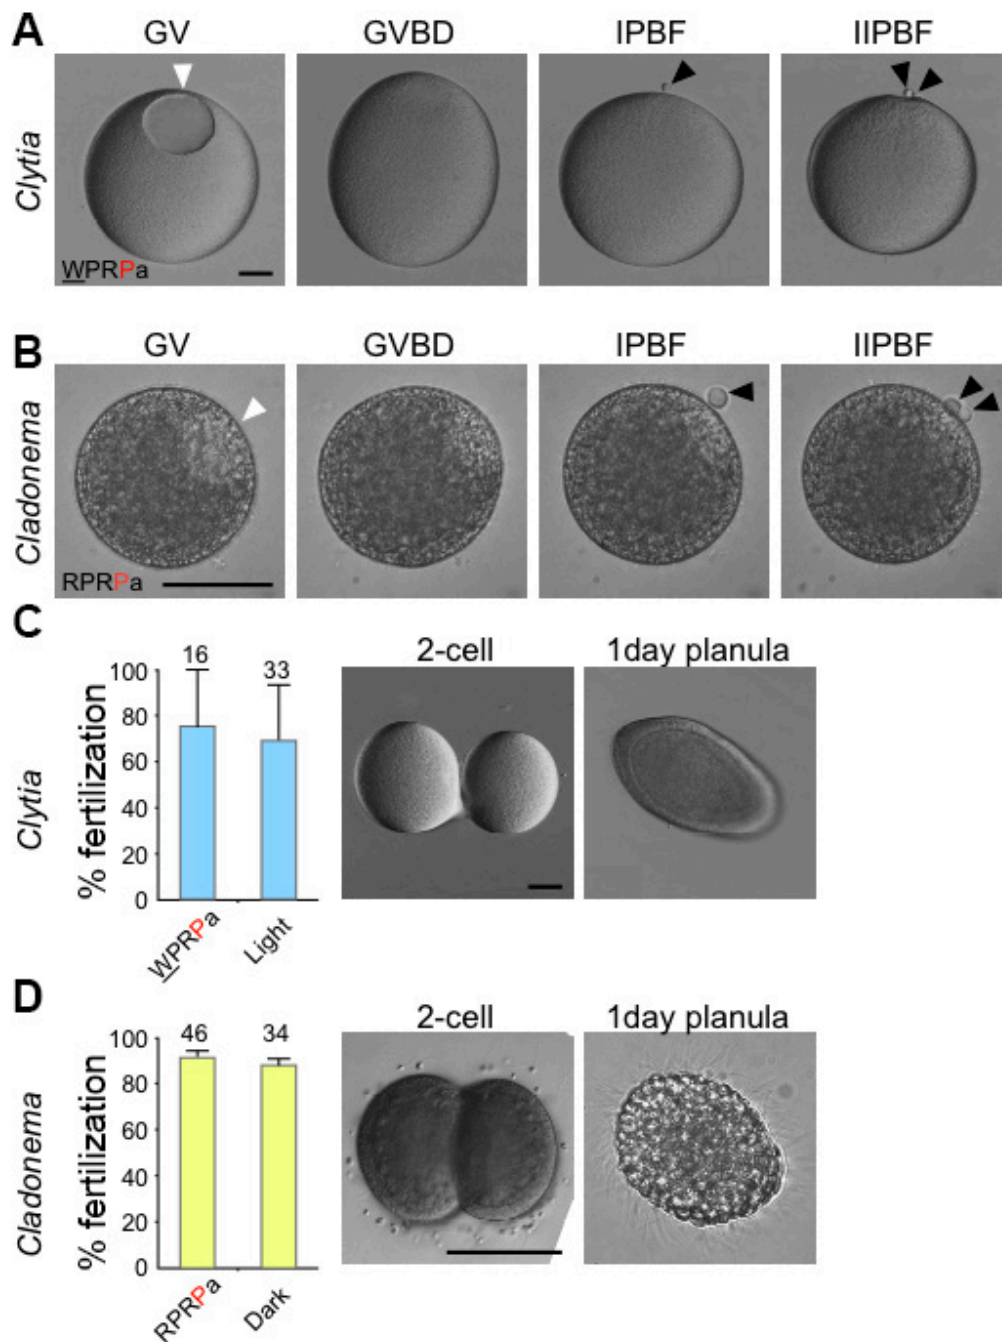 A
GV GVBD IPBF IIPBF
Clytia
WPRPa
B
GV GVBD IPBF IIPBF
Cladonema
RPRPa
C
Clytia
% fertilization
100
80
60
40
20
0
16 33
WPRPa Light
2-cell 1day planula
D
Cladonema
% fertilization
100
80
60
40
20
0
46 34
RPRPa Dark
2-cell 1day planula